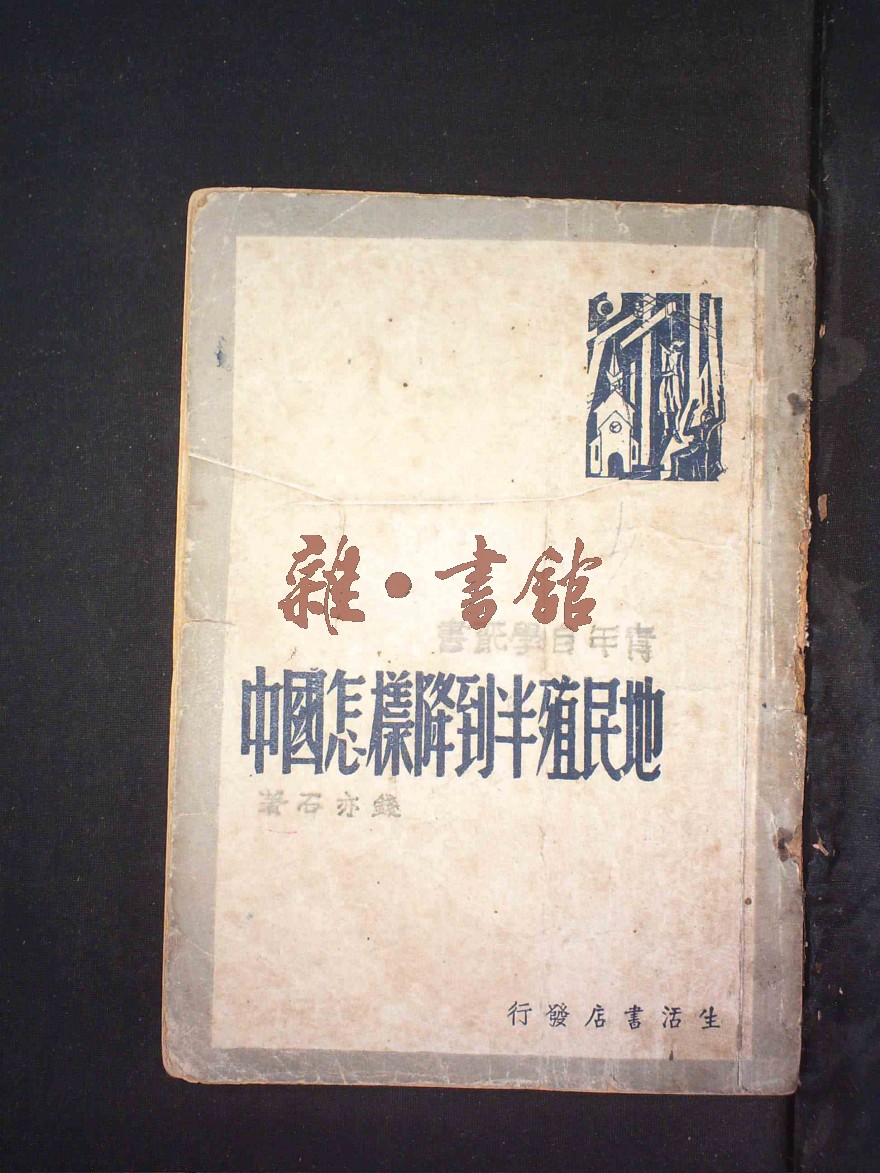 雜·書館
青年自學叢書
中國怎樣降到半殖民地
錢亦石著
生活書店發行